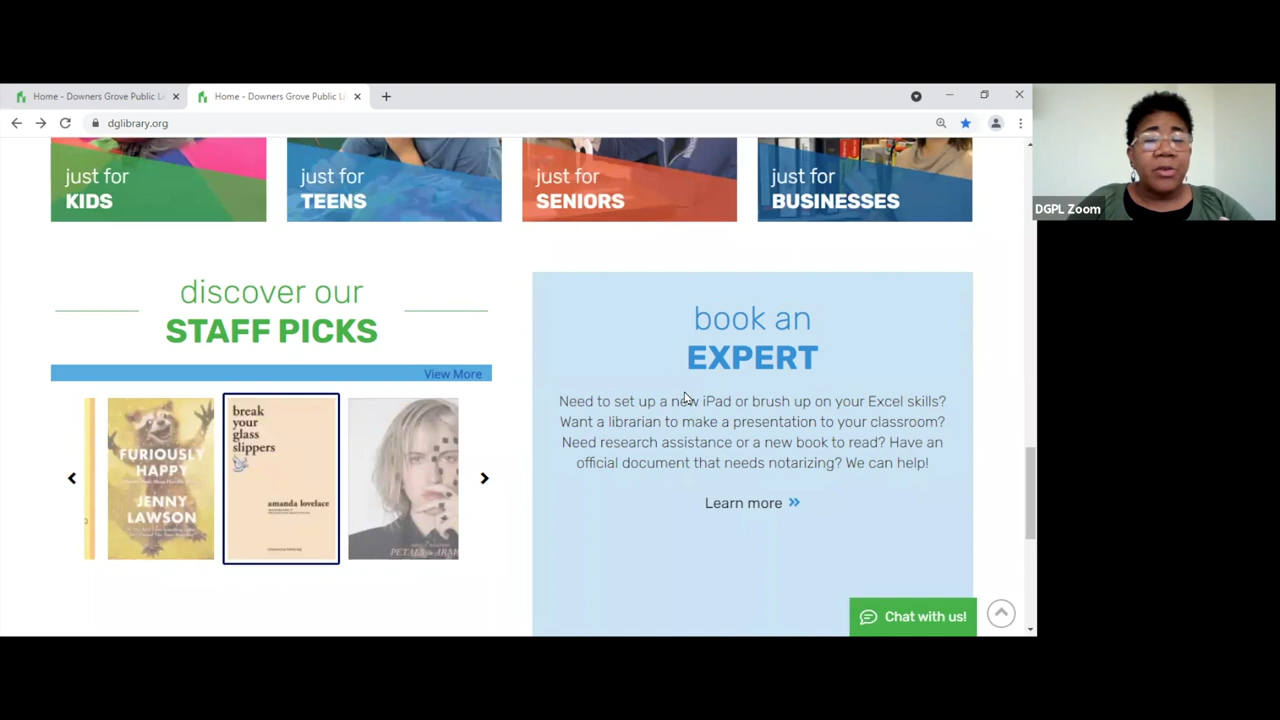 Home - Downers Grove Public Li
Home - Downers Grove Public Li
dglibrary.org
just for
KIDS
just for
TEENS
just for
SENIORS
just for
BUSINESSES
DGPL Zoom
discover our
STAFF PICKS
View More
FURIOUSLY
HAPPY
JENNY
LAWSON
break
your
glass
slippers
amanda lovelace
book an
EXPERT
Need to set up a new iPad or brush up on your Excel skills?
Want a librarian to make a presentation to your classroom?
Need research assistance or a new book to read? Have an
official document that needs notarizing? We can help!
Learn more
Chat with us!